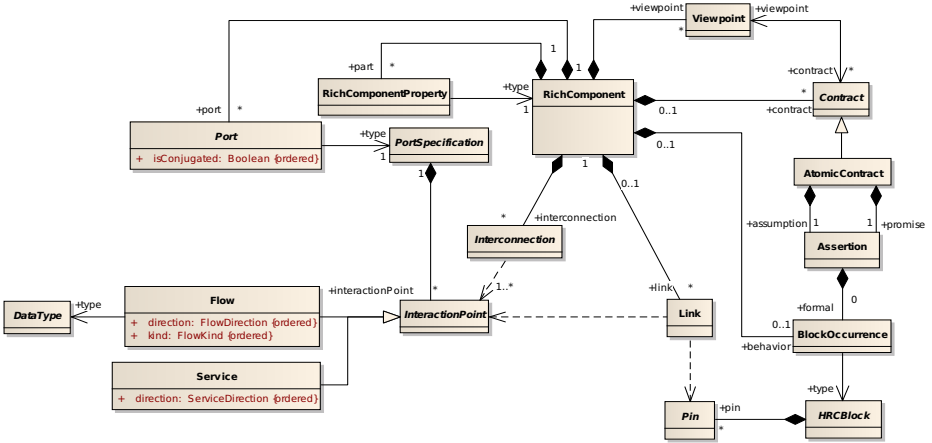 +viewpoint
Viewpoint
+viewpoint
*
1
+part
*
1
+contract
*
RichComponentProperty
+type
1
RichComponent
*
0..1
Contract
+contract
+port
*
Port
+ isConjugated: Boolean {ordered}
+type
1
PortSpecification
0..1
AtomicContract
1
1
0..1
+assumption
1
1
+promise
*
+interconnection
Interconnection
Assertion
+interactionPoint
*
1..*
+link
*
0
+formal
DataType
+type
Flow
+ direction: FlowDirection {ordered}
+ kind: FlowKind {ordered}
InteractionPoint
Link
0..1
+behavior
BlockOccurrence
Service
+ direction: ServiceDirection {ordered}
+type
Pin
+pin
*
HRCBlock